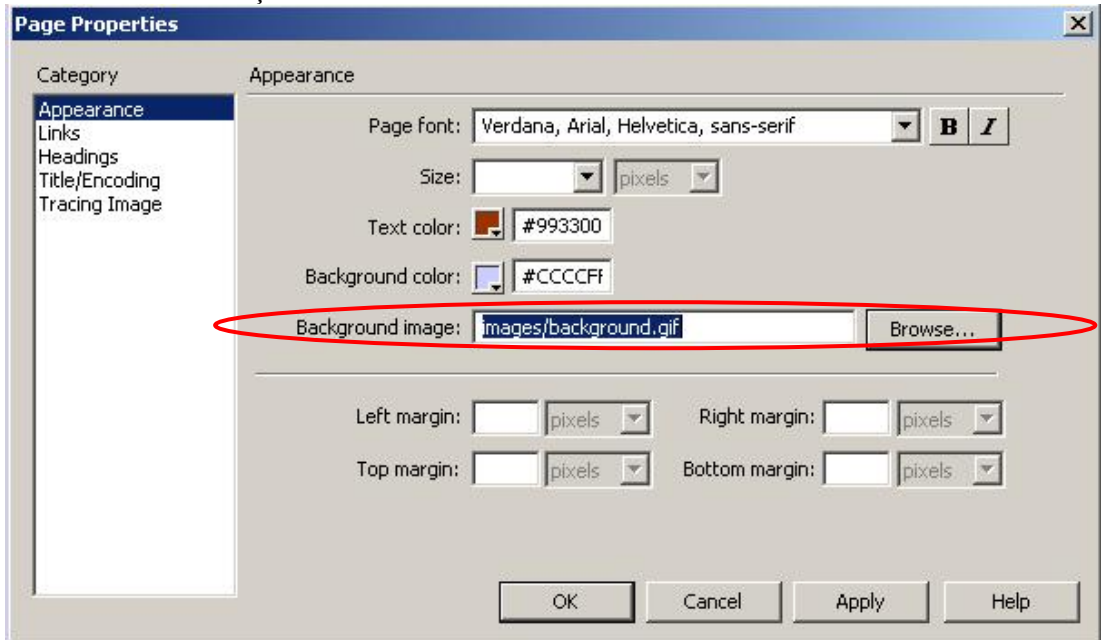 Page Properties
Category
Appearance
Appearance
Links
Headings
Title/Encoding
Tracing Image
Page font: Verdana, Arial, Helvetica, sans-serif B I
Size: pixels
Text color: #993300
Background color: #CCCCFf
Background image: images/background.gif Browse...
Left margin: pixels Right margin: pixels
Top margin: pixels Bottom margin: pixels
OK Cancel Apply Help